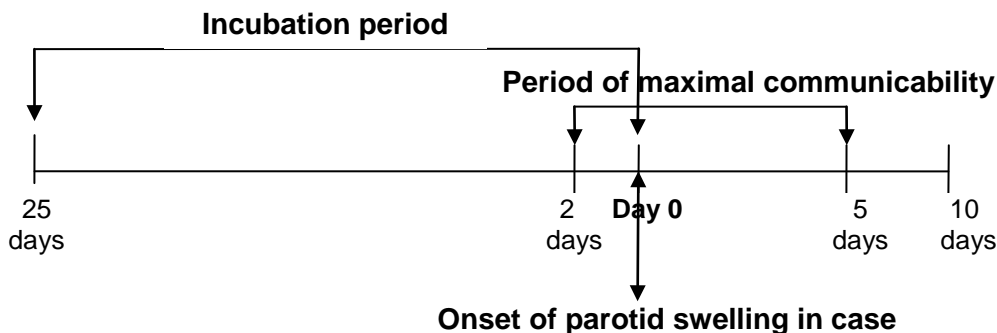 Incubation period
Period of maximal communicability
25 days
2 days
Day 0
5 days
10 days
Onset of parotid swelling in case